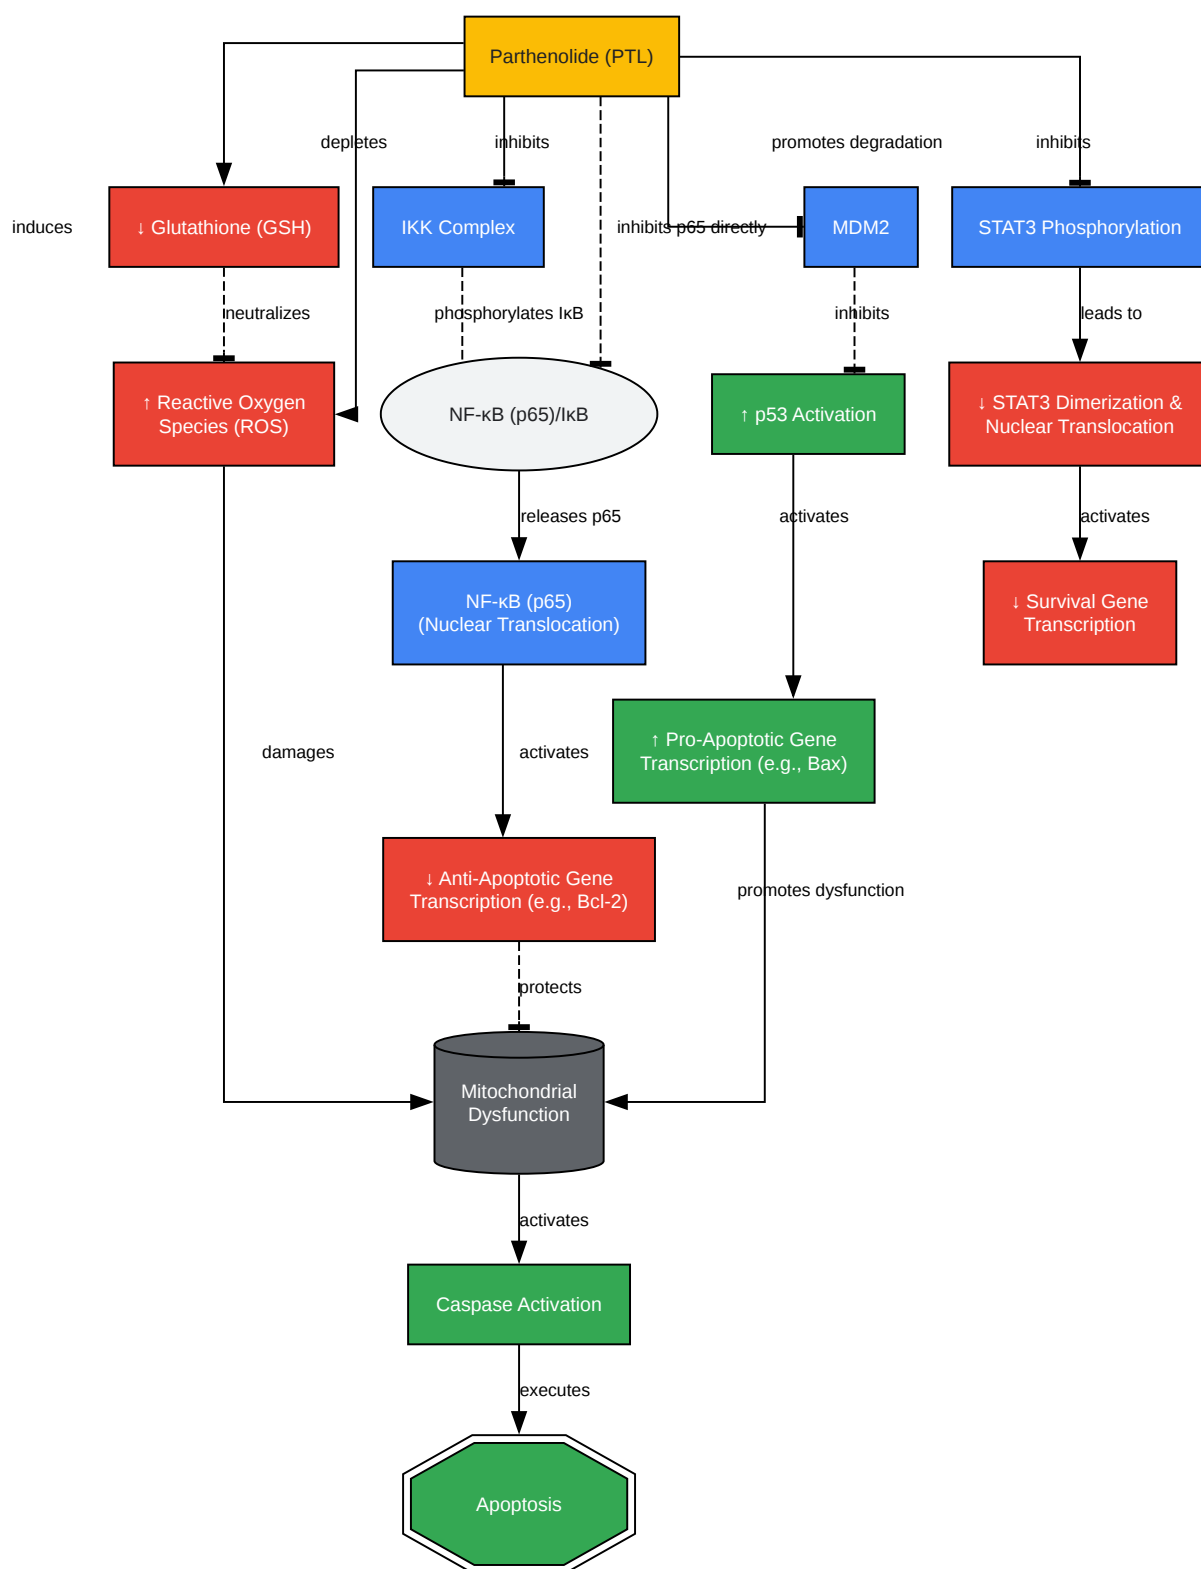 Parthenolide (PTL)
depletes
inhibits
promotes degradation
inhibits
induces
↓ Glutathione (GSH)
IKK Complex
inhibits p65 directly
MDM2
STAT3 Phosphorylation
neutralizes
phosphorylates IκB
inhibits
leads to
↑ Reactive Oxygen
Species (ROS)
NF-κB (p65)/IκB
↑ p53 Activation
↓ STAT3 Dimerization &
Nuclear Translocation
releases p65
activates
activates
NF-κB (p65)
(Nuclear Translocation)
↓ Survival Gene
Transcription
damages
activates
↑ Pro-Apoptotic Gene
Transcription (e.g., Bax)
↓ Anti-Apoptotic Gene
Transcription (e.g., Bcl-2)
promotes dysfunction
protects
Mitochondrial
Dysfunction
activates
Caspase Activation
executes
Apoptosis